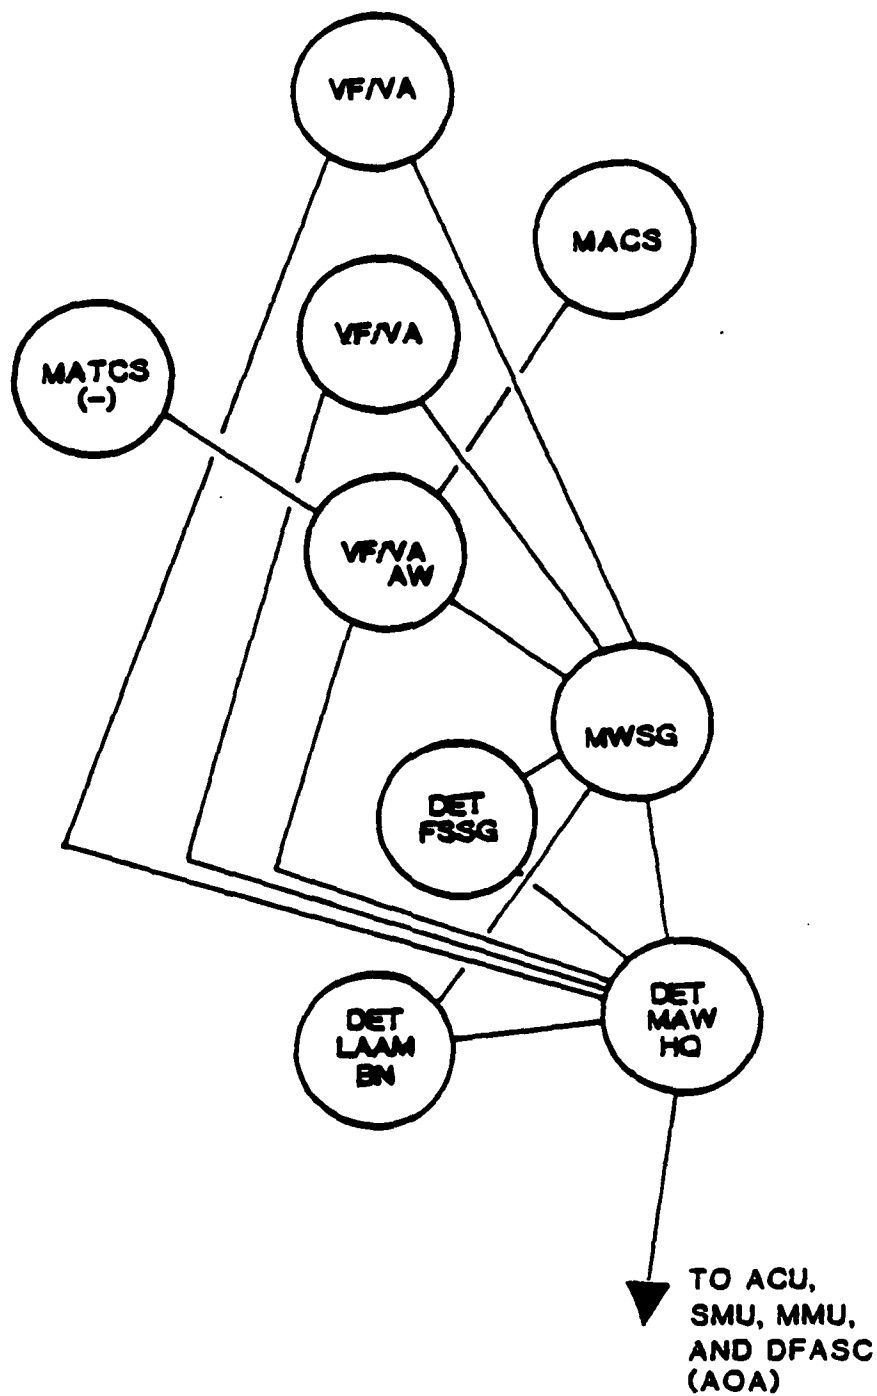 VF/VA
MACS
VF/VA
MATCS
(-)
VF/VA
AW
MWSG
DET
FSSG
DET
MAW
HQ
DET
LAAM
BN
TO ACU,
SMU, MMU,
AND DFASC
(AOA)